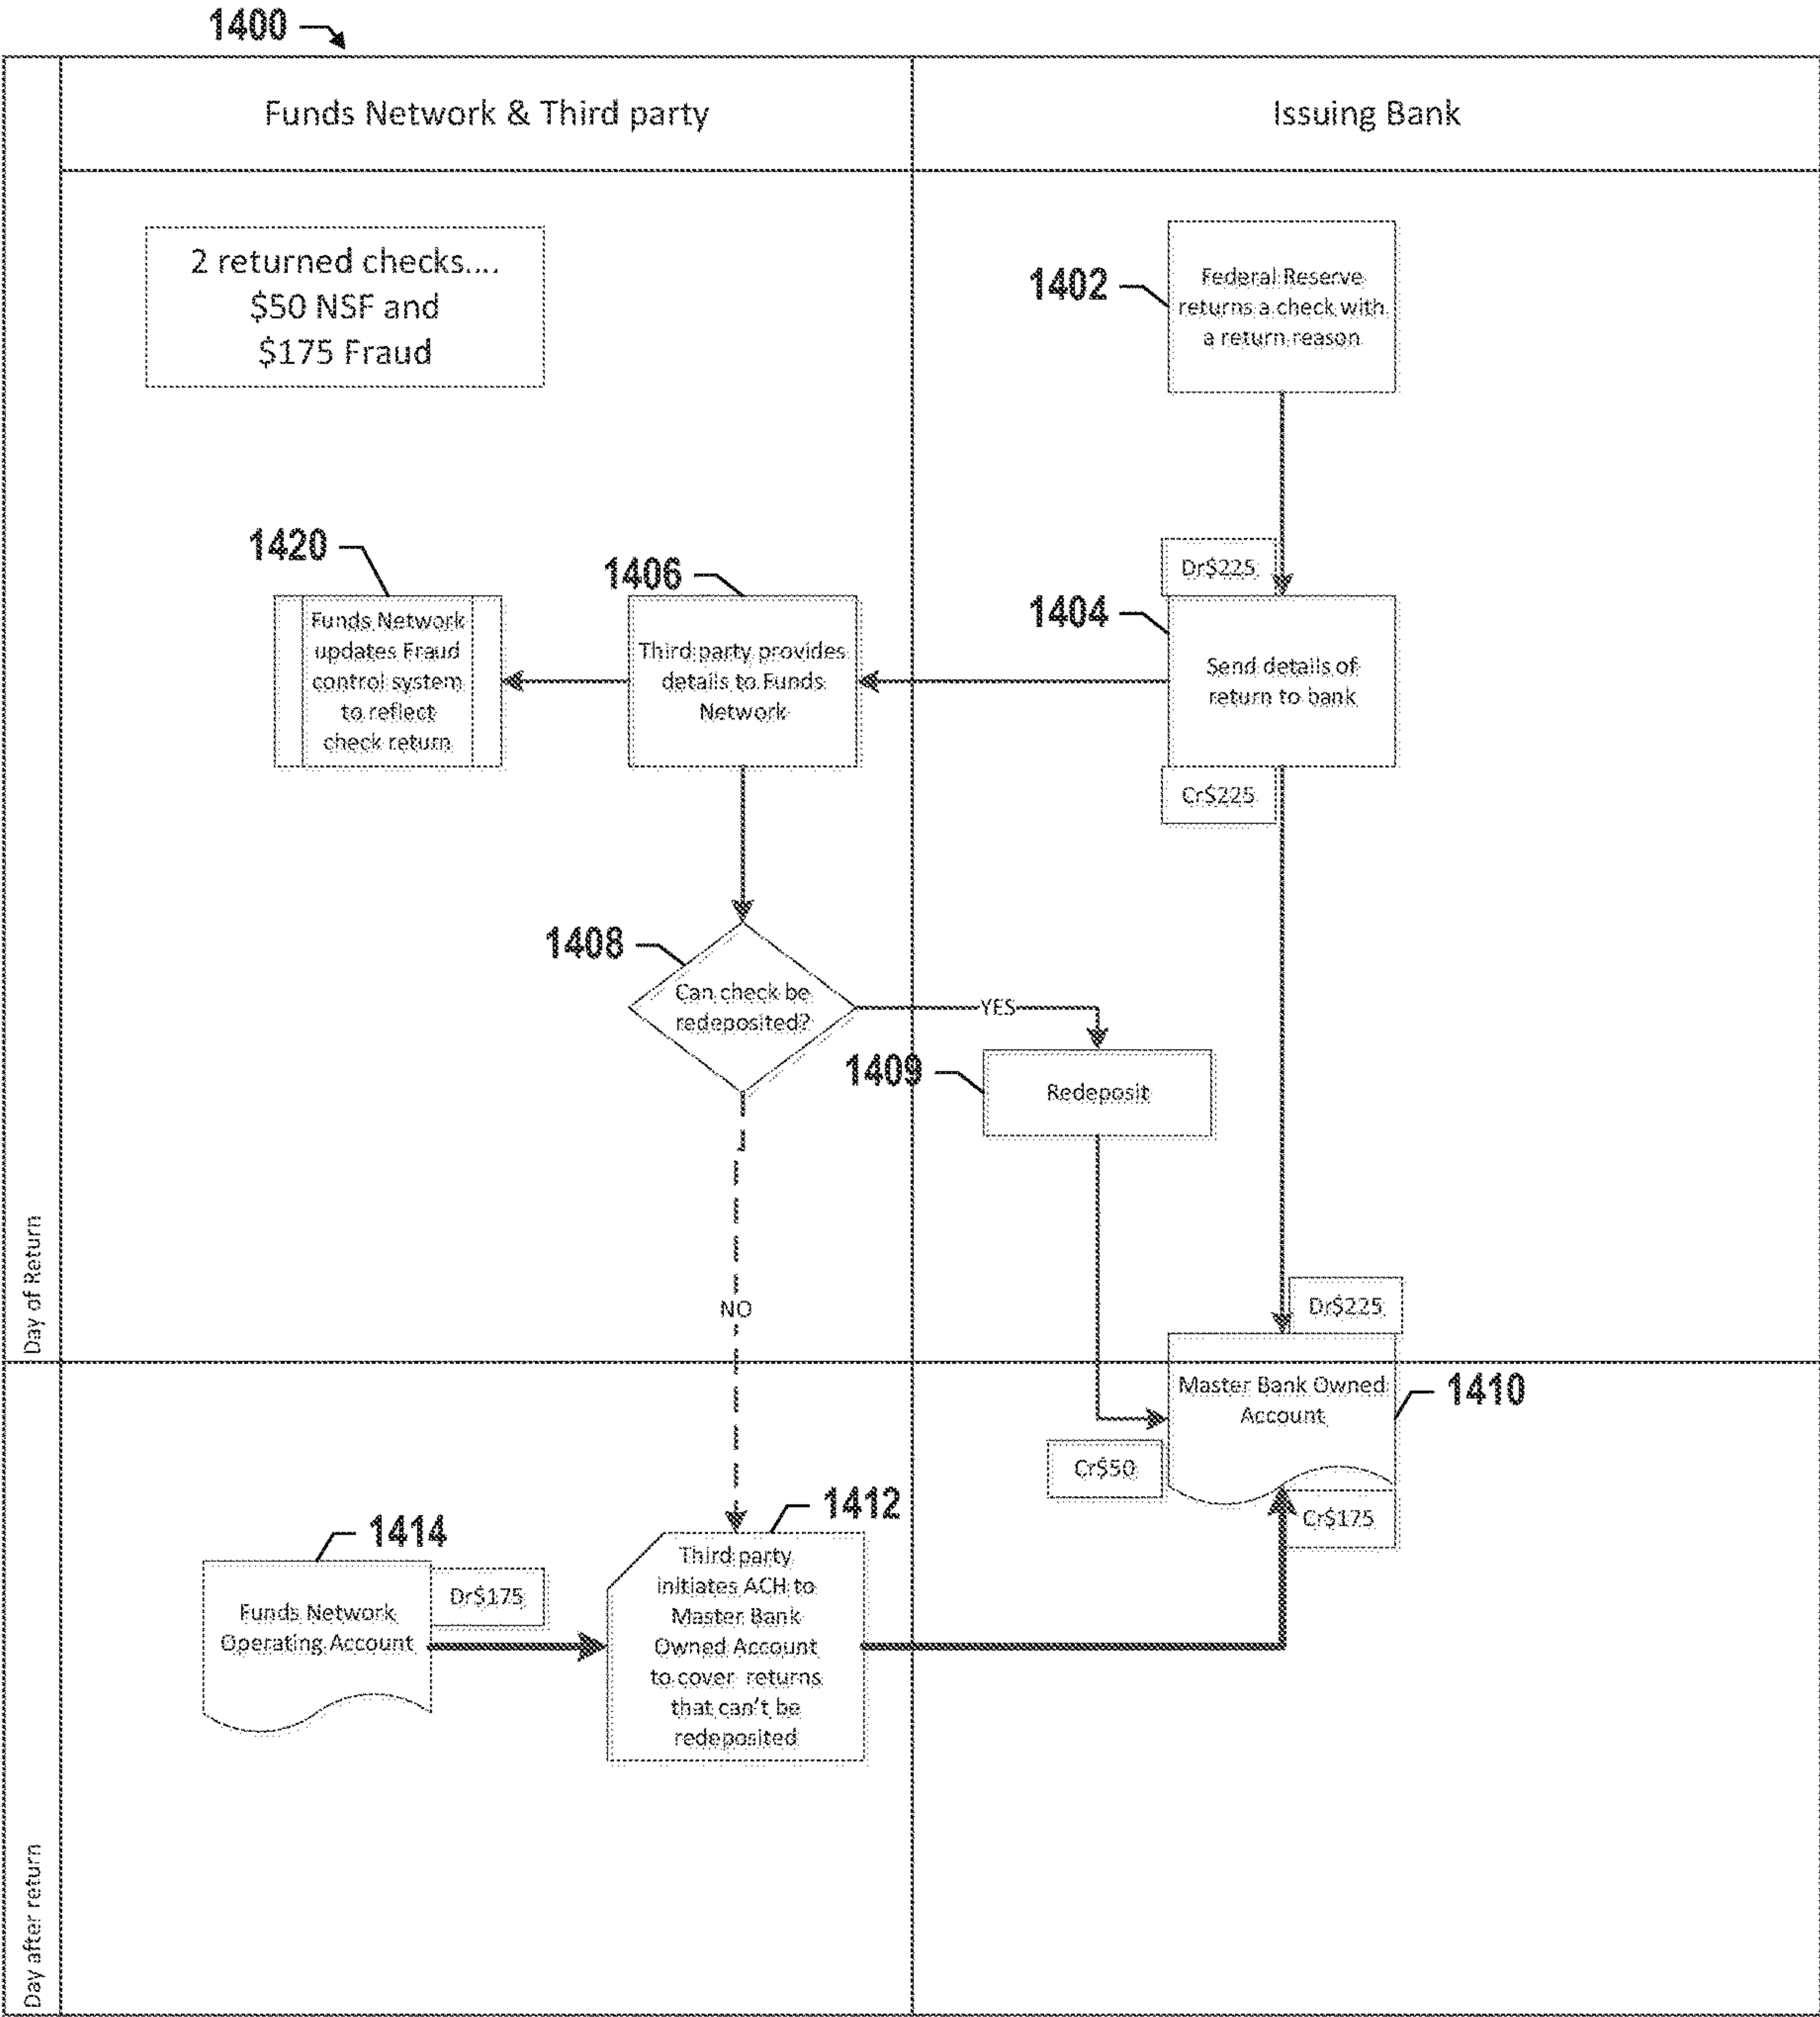 1400
Funds Network & Third party
Issuing Bank
2 returned checks....
$50 NSF and
$175 Fraud
1402
Federal Reserve
returns a check with
a return reason
1420
Funds Network
updates Fraud
control system
to reflect
check return
1406
Third party provides
details to Funds
Network
Dr$225
1404
Send details of
return to bank
Cr$225
1408
Can check be
redeposited?
YES
1409
Redeposit
NO
Day of Return
Dr$225
Master Bank Owned
Account
1410
Cr$50
Cr$175
1414
Funds Network
Operating Account
Dr$175
1412
Third party
initiates ACH to
Master Bank
Owned Account
to cover returns
that can't be
redeposited
Day after return